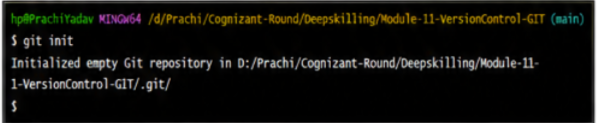 hp@PrachiYadav MINGW64 /d/Prachi/Cognizant-Round/Deepskilling/Module-11-VersionControl-GIT (main)
$ git init
Initialized empty Git repository in D:/Prachi/Cognizant-Round/Deepskilling/Module-11-
1-VersionControl-GIT/.git/
$